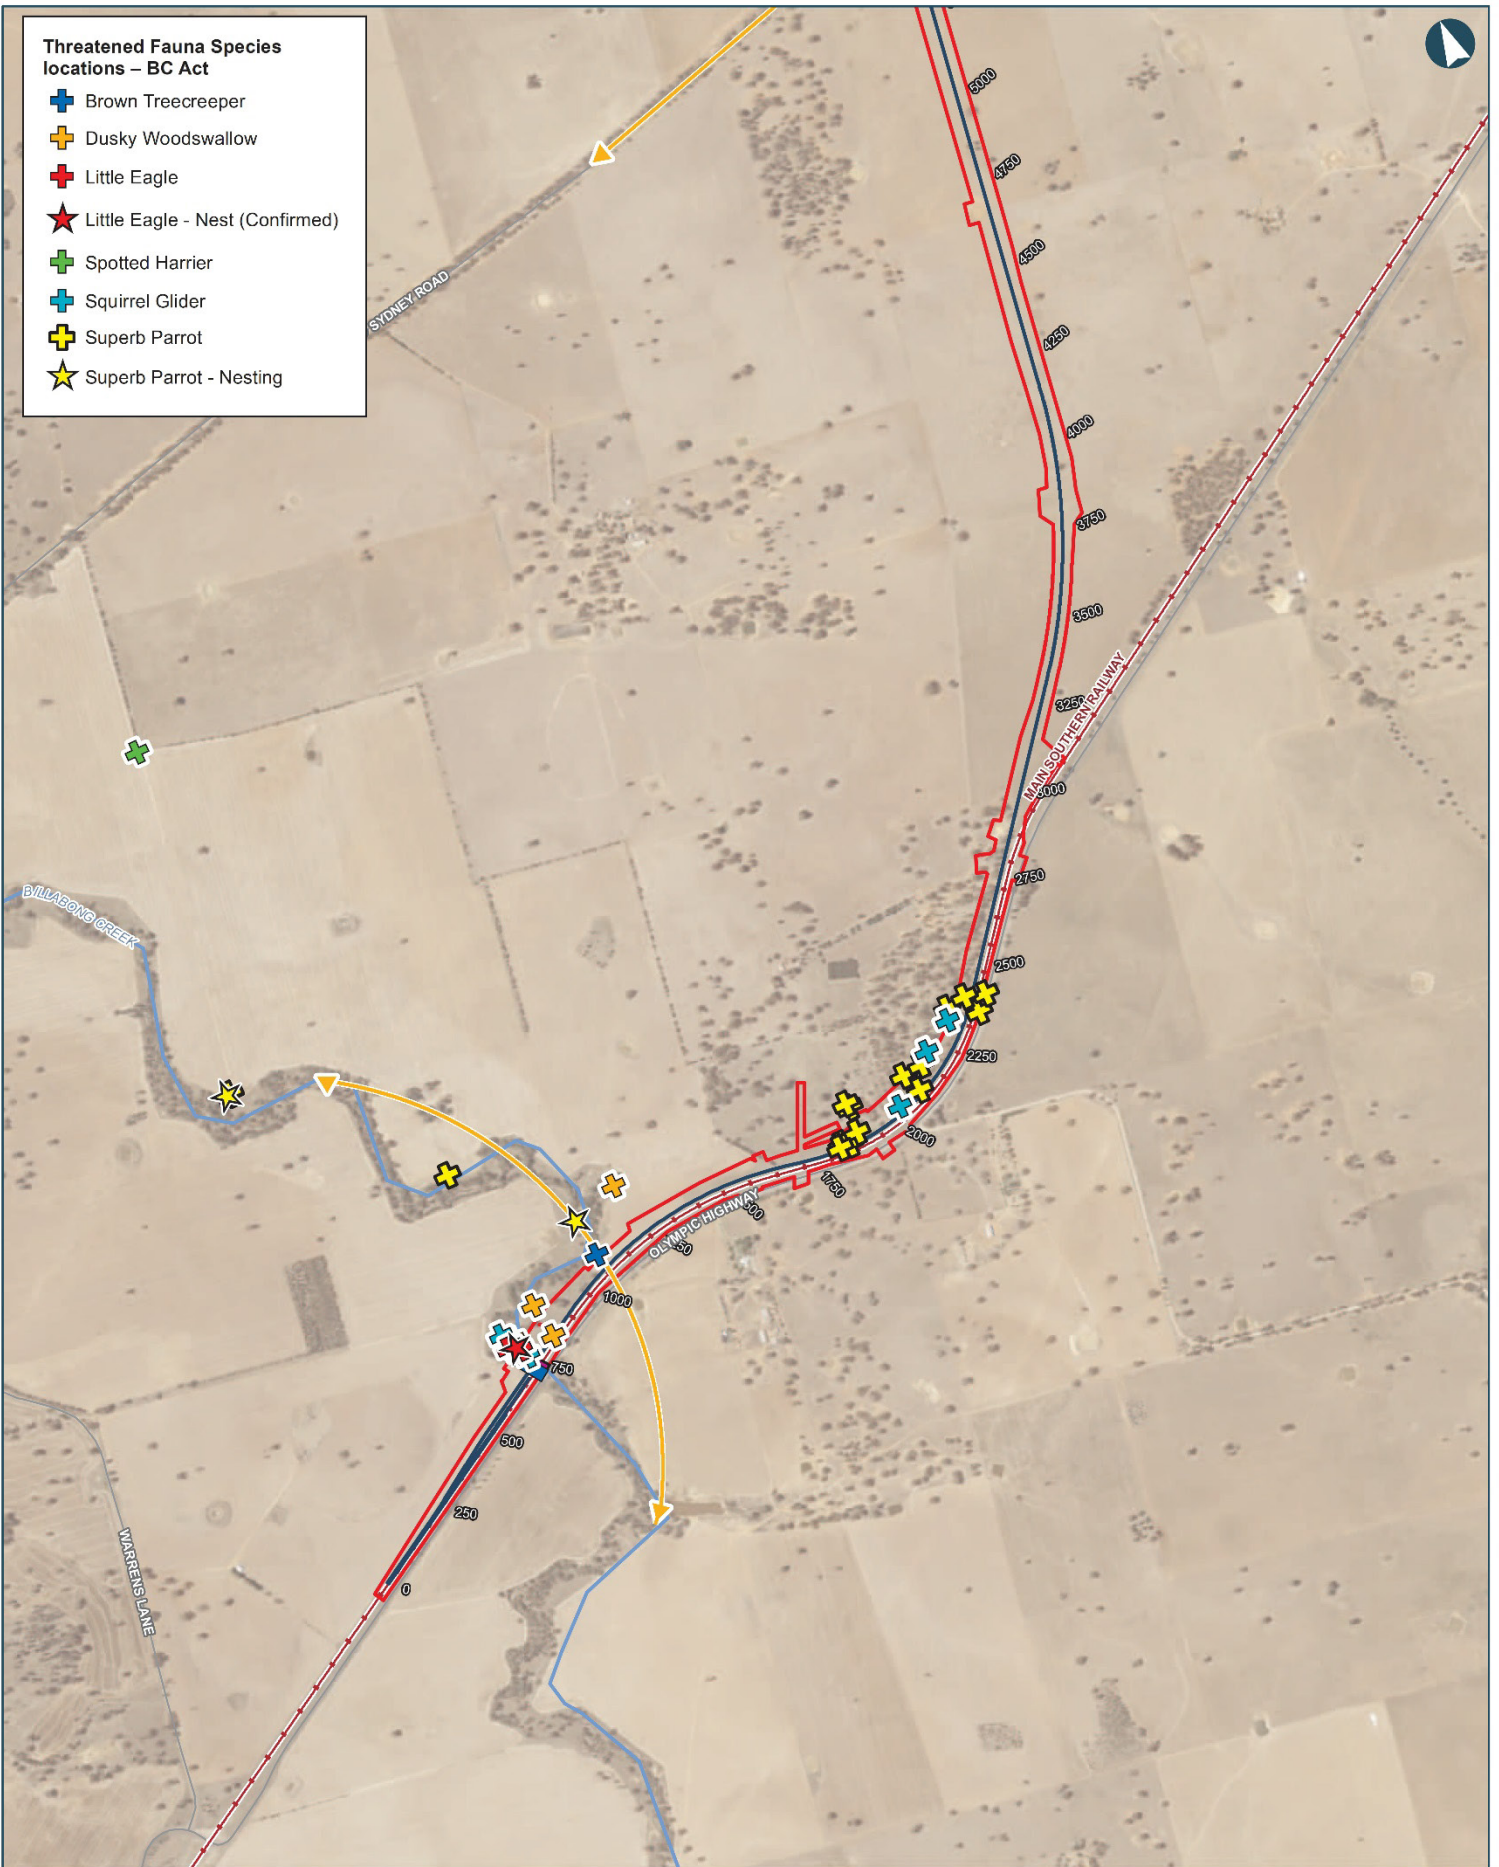 Threatened Fauna Species
locations – BC Act
Brown Treecreeper
Dusky Woodswallow
Little Eagle
Little Eagle - Nest (Confirmed)
Spotted Harrier
Squirrel Glider
Superb Parrot
Superb Parrot - Nesting
5000
4750
4500
SYDNEY ROAD
4250
4000
3750
3500
MAIN SOUTHERN RAILWAY
3250
3000
2750
BILLABONG CREEK
2500
2250
2000
1750
OLYMPIC HIGHWAY
1000
750
500
250
WARRENS LANE
0